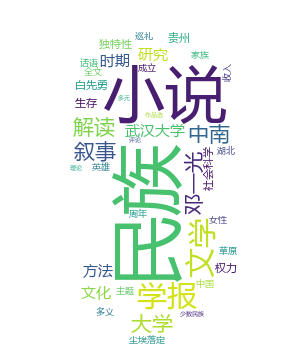 巡礼
独特性
贵州
时期
研究
家族
话语
全文
成立
收入
白先勇
小说
生存
多元
作品选
解读
武汉大学
中南
评论
叙事
社会科学
湖北
理论
英雄
民族
邓一光
周年
女性
文学
草原
方法
权力
文化
主题
学报
中国
多义
大学
少数民族
尘埃落定